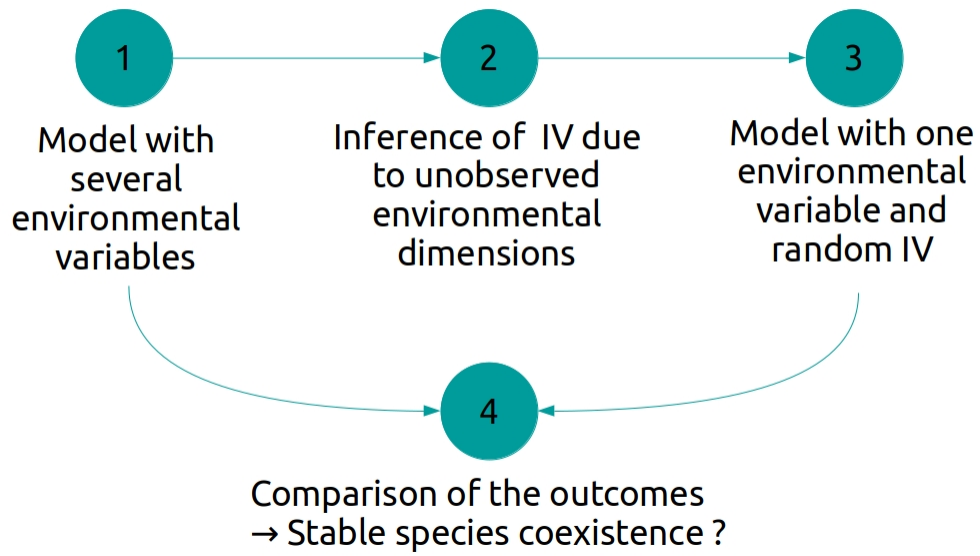 1
Model with
several
environmental
variables
2
Inference of IV due
to unobserved
environmental
dimensions
3
Model with one
environmental
variable and
random IV
4
Comparison of the outcomes
→ Stable species coexistence ?